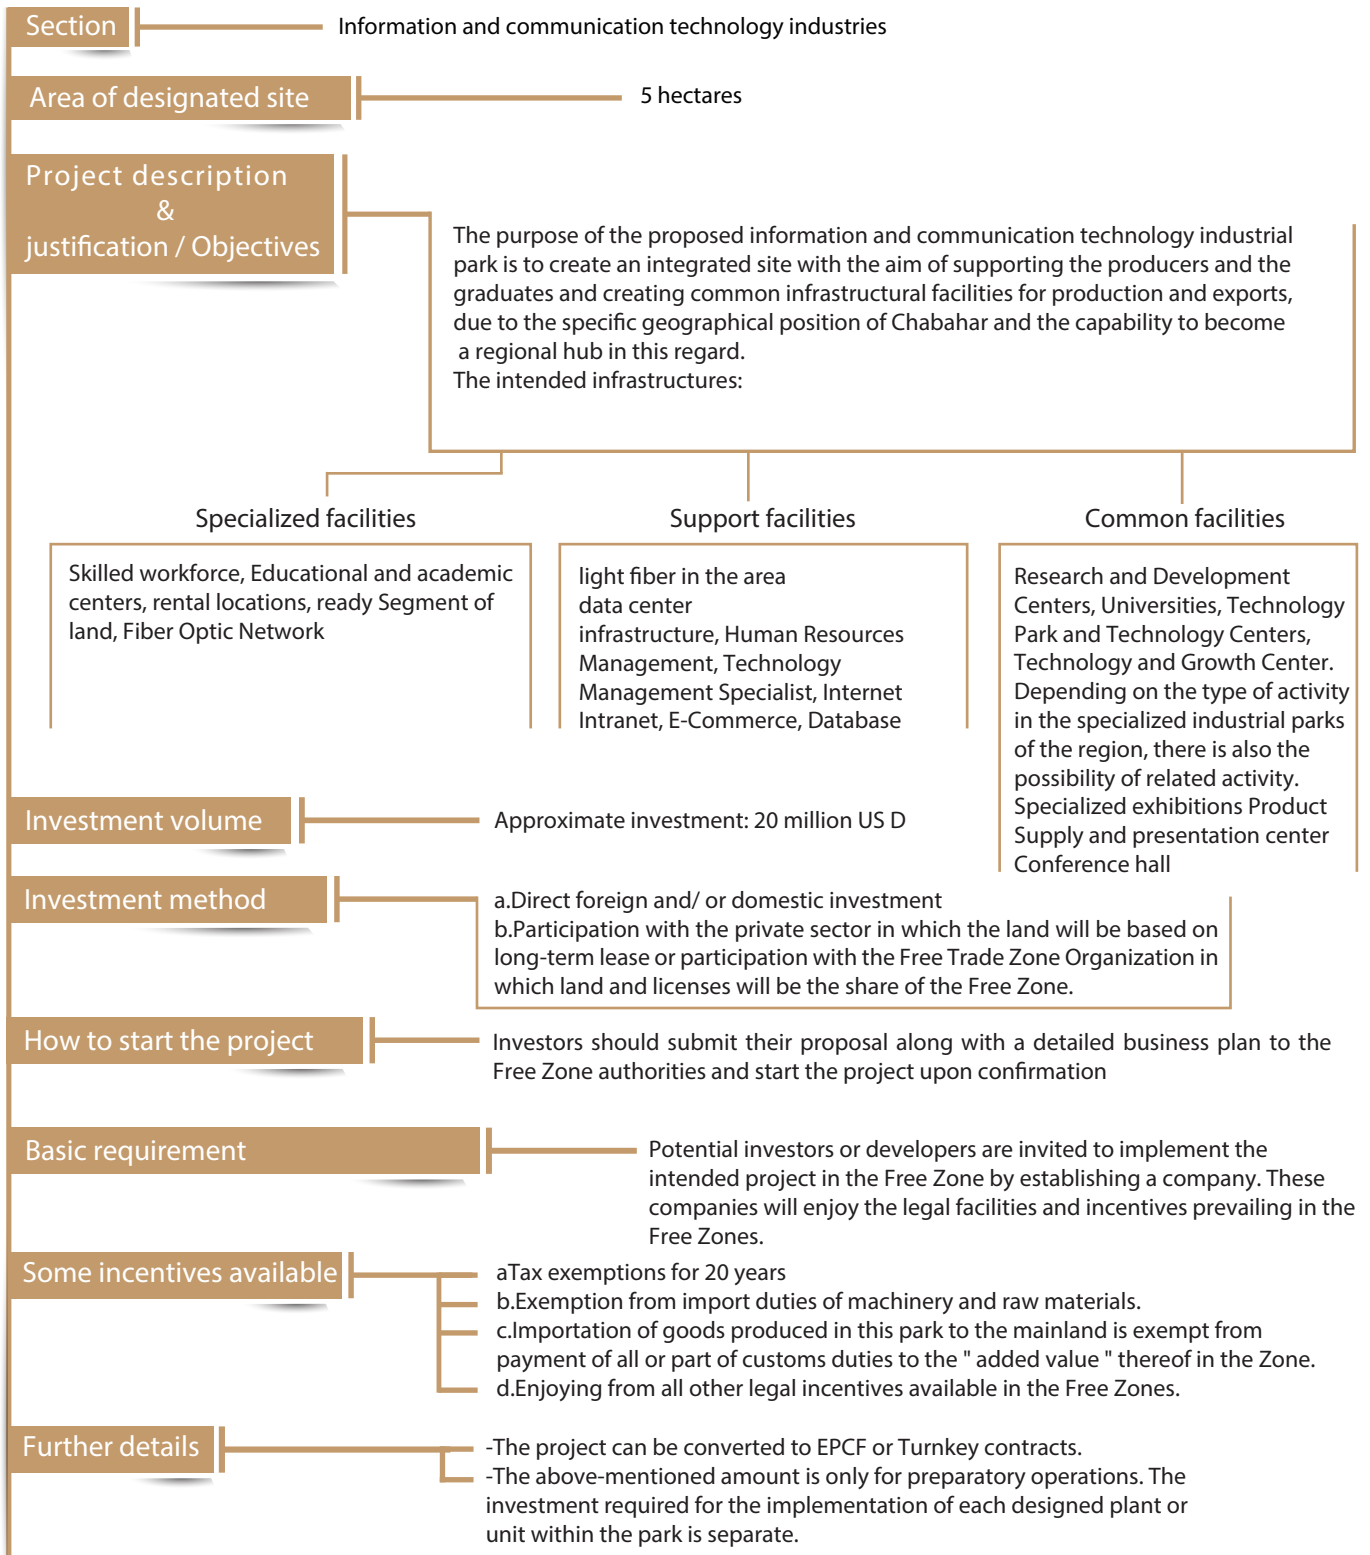 Section
Information and communication technology industries
Area of designated site
5 hectares
Project description
&
justification / Objectives
The purpose of the proposed information and communication technology industrial
park is to create an integrated site with the aim of supporting the producers and the
graduates and creating common infrastructural facilities for production and exports,
due to the specific geographical position of Chabahar and the capability to become
a regional hub in this regard.
The intended infrastructures:
Specialized facilities
Skilled workforce, Educational and academic
centers, rental locations, ready Segment of
land, Fiber Optic Network
Support facilities
light fiber in the area
data center
infrastructure, Human Resources
Management, Technology
Management Specialist, Internet
Intranet, E-Commerce, Database
Common facilities
Research and Development
Centers, Universities, Technology
Park and Technology Centers,
Technology and Growth Center.
Depending on the type of activity
in the specialized industrial parks
of the region, there is also the
possibility of related activity.
Specialized exhibitions Product
Supply and presentation center
Conference hall
Investment volume
Approximate investment: 20 million US D
Investment method
a.Direct foreign and/ or domestic investment
b.Participation with the private sector in which the land will be based on
long-term lease or participation with the Free Trade Zone Organization in
which land and licenses will be the share of the Free Zone.
How to start the project
Investors should submit their proposal along with a detailed business plan to the
Free Zone authorities and start the project upon confirmation
Basic requirement
Potential investors or developers are invited to implement the
intended project in the Free Zone by establishing a company. These
companies will enjoy the legal facilities and incentives prevailing in the
Free Zones.
Some incentives available
aTax exemptions for 20 years
b.Exemption from import duties of machinery and raw materials.
c.Importation of goods produced in this park to the mainland is exempt from
payment of all or part of customs duties to the " added value " thereof in the Zone.
d.Enjoying from all other legal incentives available in the Free Zones.
Further details
-The project can be converted to EPCF or Turnkey contracts.
-The above-mentioned amount is only for preparatory operations. The
investment required for the implementation of each designed plant or
unit within the park is separate.